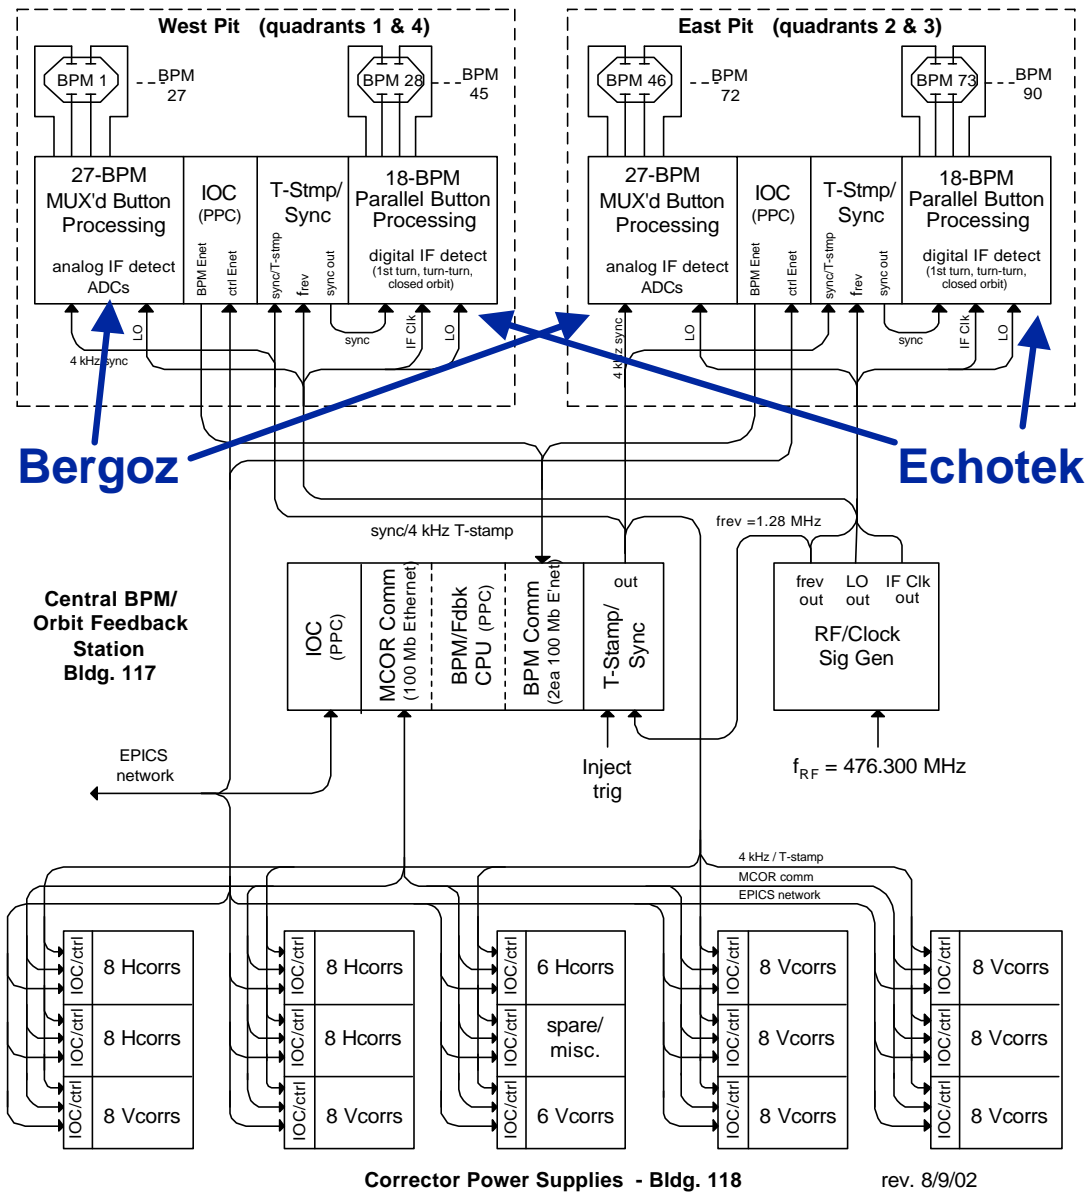 West Pit (quadrants 1 & 4)
East Pit (quadrants 2 & 3)
BPM 1
BPM
27
BPM 28
BPM
45
BPM 46
BPM
72
BPM 73
BPM
90
27-BPM
MUX'd Button
Processing
analog IF detect
ADCs
IOC
(PPC)
BPM Enet
ctrl Enet
T-Stmp/
Sync
sync/T-stmp
frev
sync out
18-BPM
Parallel Button
Processing
digital IF detect
(1st turn, turn-turn,
closed orbit)
27-BPM
MUX'd Button
Processing
analog IF detect
ADCs
IOC
(PPC)
BPM Enet
ctrl Enet
T-Stmp/
Sync
sync/T-stmp
frev
sync out
18-BPM
Parallel Button
Processing
digital IF detect
(1st turn, turn-turn,
closed orbit)
4 kHz sync
LO
sync
IF Clk
LO
4 kHz sync
LO
sync
IF Clk
LO
Bergoz
Echotek
sync/4 kHz T-stamp
frev =1.28 MHz
Central BPM/
Orbit Feedback
Station
Bldg. 117
IOC
(PPC)
MCOR Comm
(100 Mb Ethernet)
BPM/Fdbk
CPU (PPC)
BPM Comm
(2ea 100 Mb E'net)
out
T-Stamp/
Sync
frev
out
LO
out
IF Clk
out
RF/Clock
Sig Gen
EPICS
network
Inject
trig
fRF = 476.300 MHz
4 kHz / T-stamp
MCOR comm
EPICS network
IOC/ctrl
8 Hcorrs
IOC/ctrl
8 Hcorrs
IOC/ctrl
6 Hcorrs
IOC/ctrl
8 Vcorrs
IOC/ctrl
8 Vcorrs
IOC/ctrl
8 Hcorrs
IOC/ctrl
8 Hcorrs
IOC/ctrl
spare/
misc.
IOC/ctrl
8 Vcorrs
IOC/ctrl
8 Vcorrs
IOC/ctrl
8 Vcorrs
IOC/ctrl
8 Vcorrs
IOC/ctrl
6 Vcorrs
IOC/ctrl
8 Vcorrs
IOC/ctrl
8 Vcorrs
Corrector Power Supplies - Bldg. 118
rev. 8/9/02